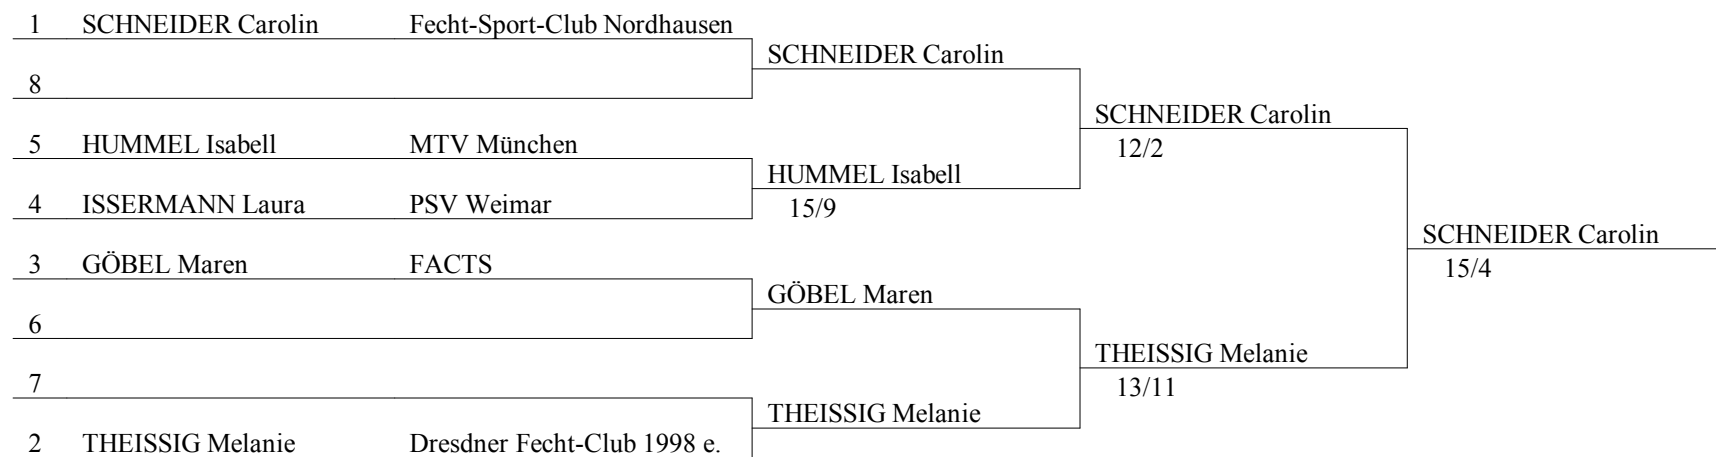 1 SCHNEIDER Carolin Fecht-Sport-Club Nordhausen
SCHNEIDER Carolin
8
SCHNEIDER Carolin
12/2
5 HUMMEL Isabell MTV München
HUMMEL Isabell
15/9
4 ISSERMANN Laura PSV Weimar
SCHNEIDER Carolin
15/4
3 GÖBEL Maren FACTS
GÖBEL Maren
6
THEISSIG Melanie
13/11
7
THEISSIG Melanie
2 THEISSIG Melanie Dresdner Fecht-Club 1998 e.